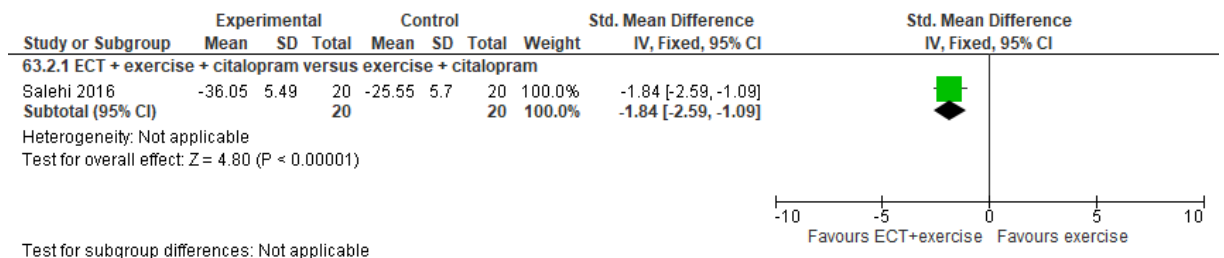 Experimental Control Std. Mean Difference Std. Mean Difference
Study or Subgroup Mean SD Total Mean SD Total Weight IV, Fixed, 95% CI IV, Fixed, 95% CI
63.2.1 ECT + exercise + citalopram versus exercise + citalopram
Salehi 2016 -36.05 5.49 20 -25.55 5.7 20 100.0% -1.84 [-2.59, -1.09]
Subtotal (95% CI) 20 20 100.0% -1.84 [-2.59, -1.09]
Heterogeneity: Not applicable
Test for overall effect: Z = 4.80 (P < 0.00001)
-10 -5 0 5 10
Favours ECT+exercise Favours exercise
Test for subgroup differences: Not applicable